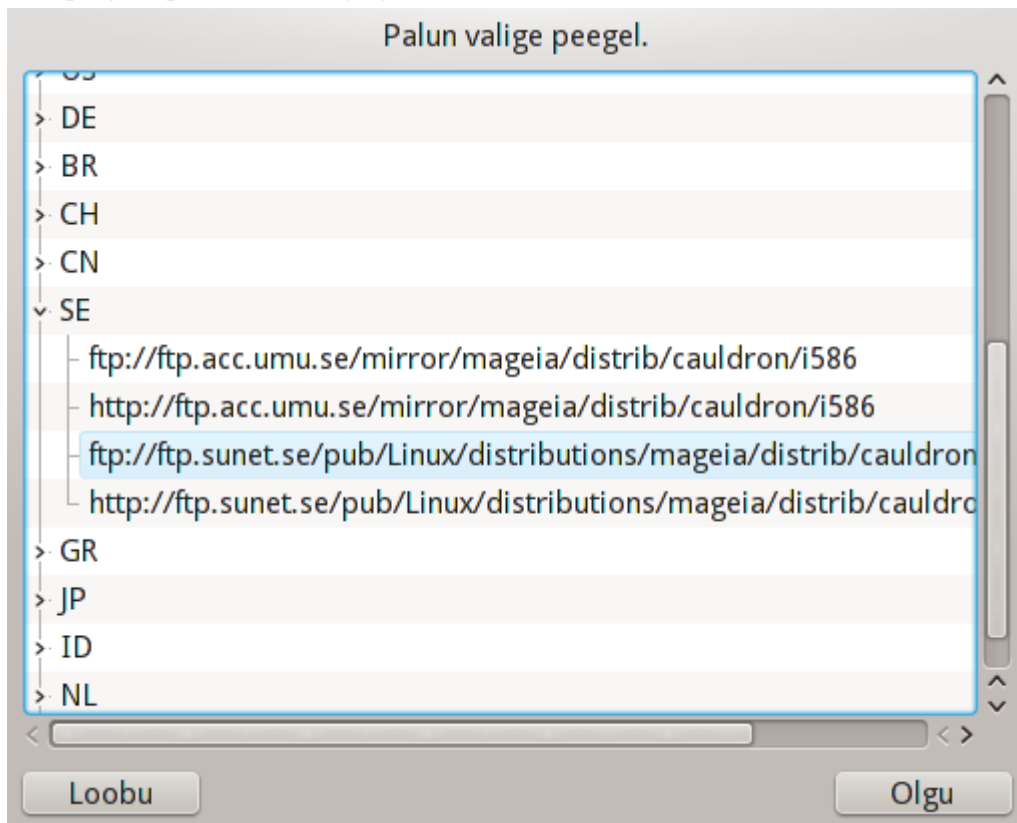 Palun valige peegel.
US
DE
BR
CH
CN
SE
ftp://ftp.acc.umu.se/mirror/mageia/distrib/cauldron/i586
http://ftp.acc.umu.se/mirror/mageia/distrib/cauldron/i586
ftp://ftp.sunet.se/pub/Linux/distributions/mageia/distrib/cauldron
http://ftp.sunet.se/pub/Linux/distributions/mageia/distrib/cauldro
GR
JP
ID
NL
Loobu
Olgu